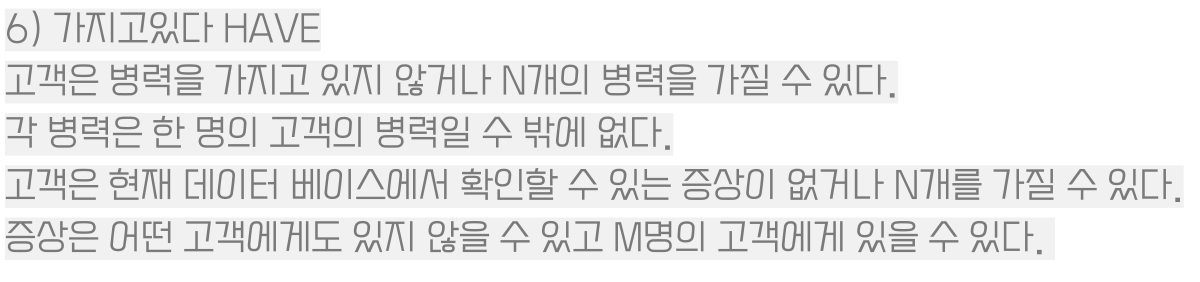 6) 가지고있다 HAVE
고객은 병력을 가지고 있지 않거나 N개의 병력을 가질 수 있다.
각 병력은 한 명의 고객의 병력일 수 밖에 없다.
고객은 현재 데이터 베이스에서 확인할 수 있는 증상이 없거나 N개를 가질 수 있다.
증상은 어떤 고객에게도 있지 않을 수 있고 M명의 고객에게 있을 수 있다.